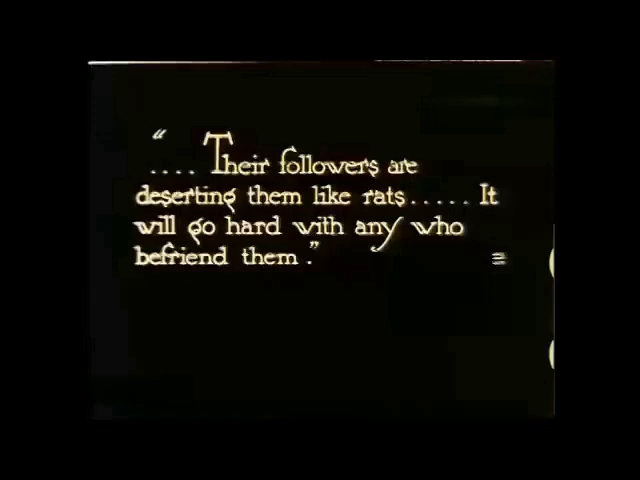 “
.... Their followers are
deserting them like rats..... It
will go hard with any who
befriend them.”